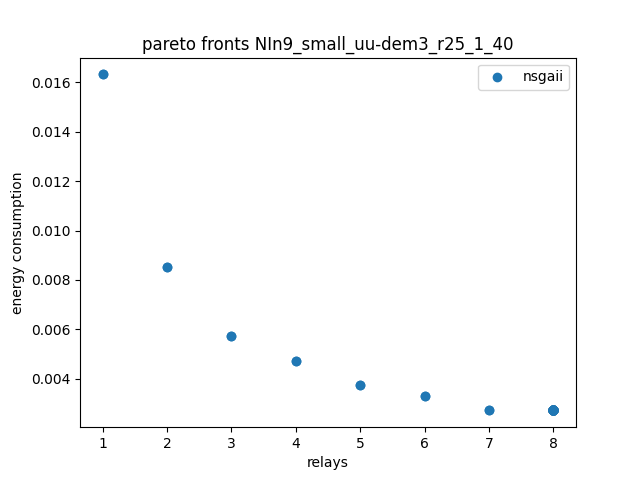 pareto fronts NIn9_small_uu-dem3_r25_1_40
nsgaii
0.016
0.014
0.012
0.010
0.008
0.006
0.004
energy consumption
1 2 3 4 5 6 7 8
relays